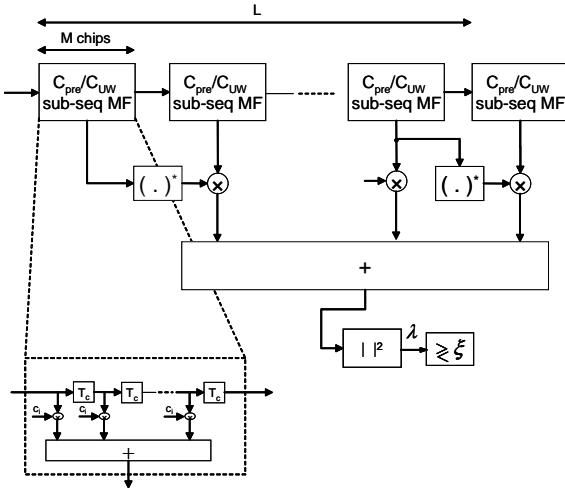 L
M chips
C_pre/C_UW
sub-seq MF
C_pre/C_UW
sub-seq MF
C_pre/C_UW
sub-seq MF
C_pre/C_UW
sub-seq MF
( . )*
×
×
( . )*
×
+
| |²
λ
≷ ξ
T_c
T_c
T_c
c_i
×
c_i
×
c_i
×
+